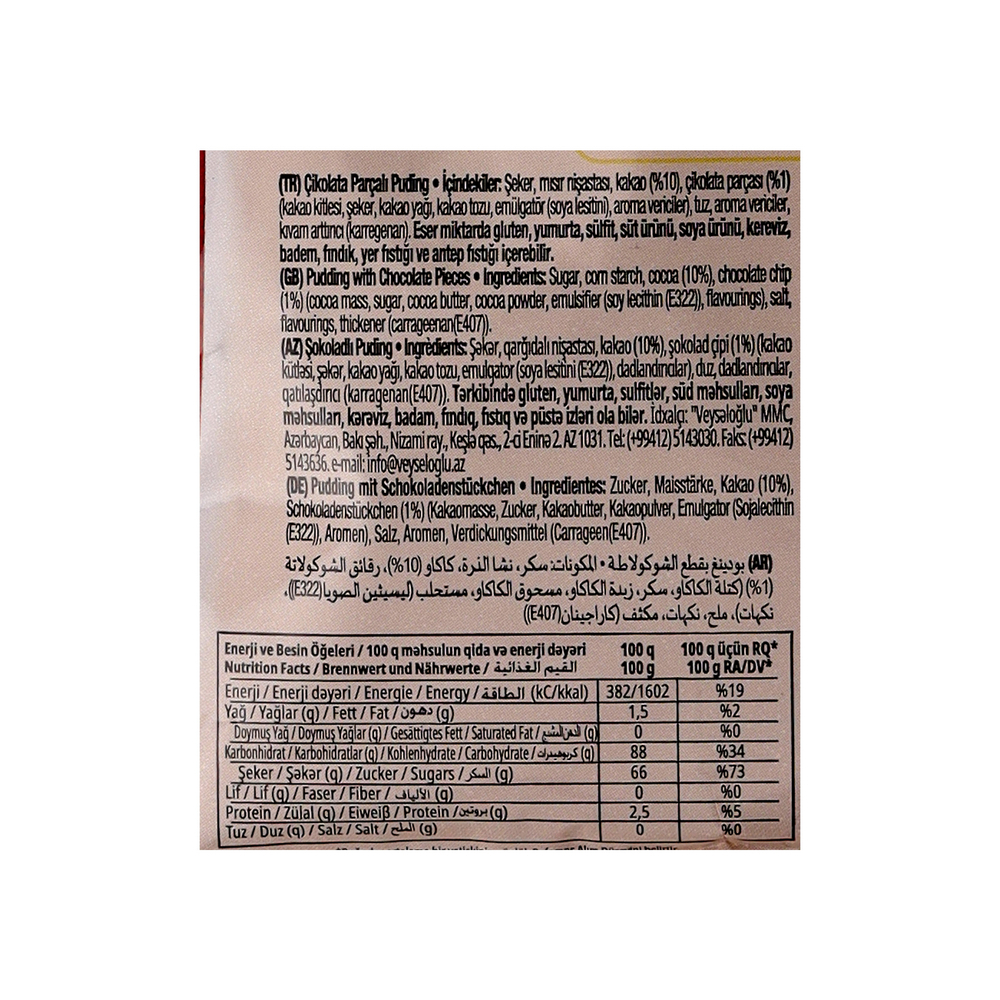 (TR) Çikolata Parçalı Puding • İçindekiler: Şeker, mısır nişastası, kakao (%10), çikolata parçası (%1)
(kakao kitlesi, şeker, kakao yağı, kakao tozu, emülgatör (soya lesitini), aroma vericiler), tuz, aroma vericiler,
kıvam arttırıcı (karregenan). Eser miktarda gluten, yumurta, sülfit, süt ürünü, soya ürünü, kereviz,
badem, fındık, yer fıstığı ve antep fıstığı içerebilir.
(GB) Pudding with Chocolate Pieces • Ingredients: Sugar, corn starch, cocoa (10%), chocolate chip
(1%) (cocoa mass, sugar, cocoa butter, cocoa powder, emulsifier (soy lecithin (E322)), flavourings), salt,
flavourings, thickener (carrageenan(E407)).
(AZ) Şokoladlı Puding • Ingrèdients: Şəkər, qarğıdalı nişastası, kakao (10%), şokolad çipi (1%) (kakao
kütləsi, şəkər, kakao yağı, kakao tozu, emulgator (soya lesitini (E322)), dadlandırıcılar), duz, dadlandırıcılar,
qatılaşdırıcı (karragenan(E407)). Tərkibində gluten, yumurta, sulfitlər, süd məhsulları, soya
məhsulları, kərəviz, badam, fındıq, fıstıq və püstə izləri ola bilər. İdxalçı: "Veysəloğlu" MMC,
Azərbaycan, Bakı şəh., Nizami ray., Keşlə qəs., 2-ci Eninə 2. AZ 1031. Tel: (+99412) 5143030. Faks: (+99412)
5143636. e-mail: info@veyseloglu.az
(DE) Pudding mit Schokoladenstückchen • Ingredientes: Zucker, Maisstärke, Kakao (10%),
Schokoladenstückchen (1%) (Kakaomasse, Zucker, Kakaobutter, Kakaopulver, Emulgator (Sojalecithin
(E322)), Aromen), Salz, Aromen, Verdickungsmittel (Carrageen(E407)).
(AR) بودينغ بقطع الشوكولاطة • المكونات: سكر، نشا الذرة، كاكاو (10%)، رقائق الشوكولاتة
(1%) (كتلة الكاكاو، سكر، زبدة الكاكاو، مسحوق الكاكاو، مستحلب (ليسيثين الصويا(E322))،
نكهات)، ملح، نكهات، مكثف (كاراجينان(E407))
Enerji ve Besin Öğeleri / 100 q məhsulun qida və enerji dəyəri 100 q 100 q üçün RQ*
Nutrition Facts / Brennwert und Nährwerte / القيم الغذائية 100 g 100 g RA/DV*
Enerji / Enerji dəyəri / Energie / Energy / الطاقة (kC/kkal) 382/1602 %19
Yağ / Yağlar (q) / Fett / Fat / دهون (g) 1,5 %2
Doymuş Yağ / Doymuş Yağlar (q) / Gesättiqtes Fett / Saturated Fat / الدهن المشبع (g) 0 %0
Karbonhidrat / Karbohidratlar (q) / Kohlenhydrate / Carbohydrate / كربوهيدرات (g) 88 %34
Şeker / Şəkər (q) / Zucker / Sugars / السكر (g) 66 %73
Lif / Lif (q) / Faser / Fiber / الألياف (g) 0 %0
Protein / Zülal (q) / Eiweiß / Protein / بروتين (g) 2,5 %5
Tuz / Duz (q) / Salz / Salt / الملح (g) 0 %0